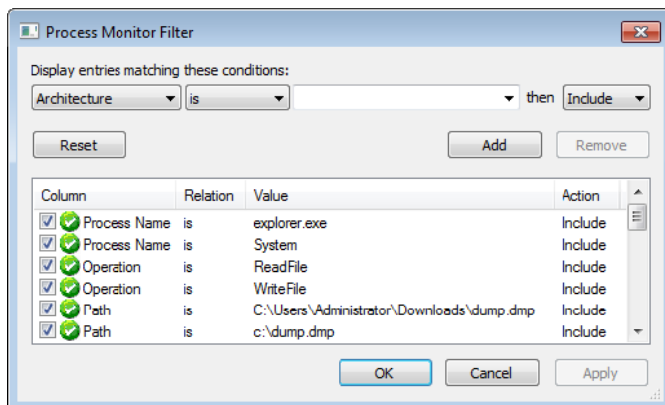 Process Monitor Filter
Display entries matching these conditions:
Architecture is then Include
Reset Add Remove
Column Relation Value Action
Process Name is explorer.exe Include
Process Name is System Include
Operation is ReadFile Include
Operation is WriteFile Include
Path is C:\Users\Administrator\Downloads\dump.dmp Include
Path is c:\dump.dmp Include
OK Cancel Apply